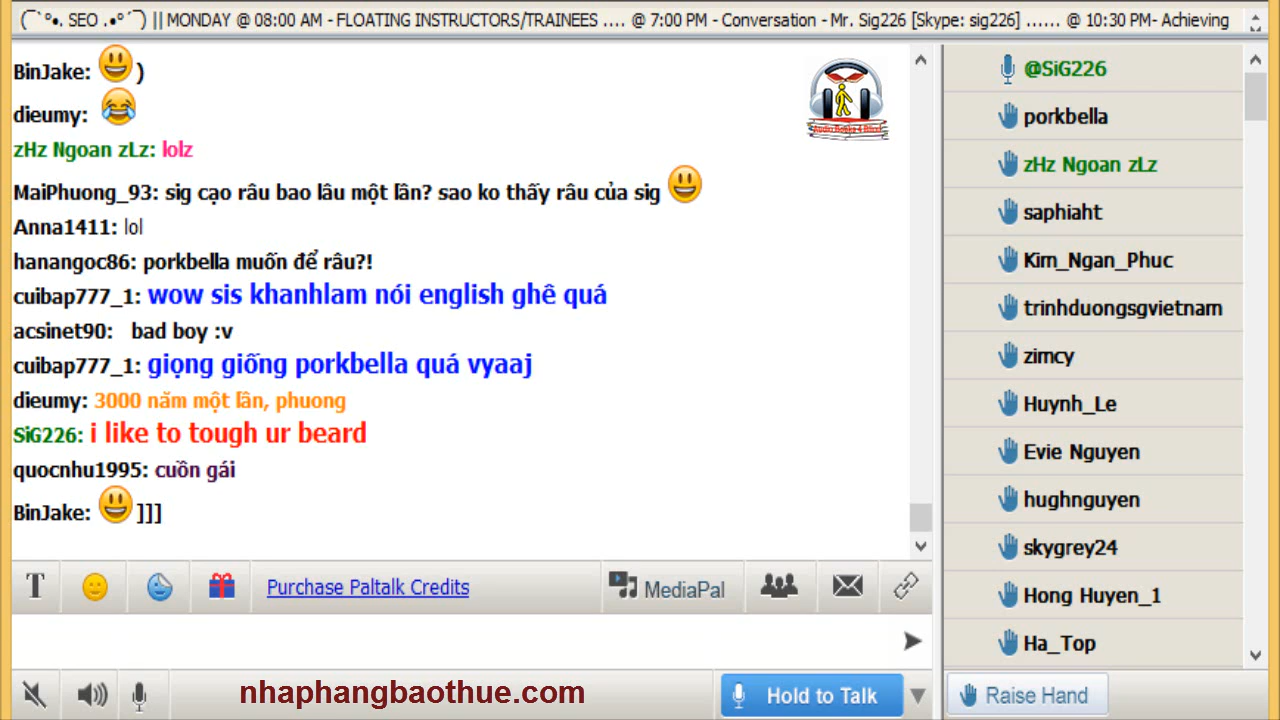 (¯`°•. SEO .•°´¯) || MONDAY @ 08:00 AM - FLOATING INSTRUCTORS/TRAINEES .... @ 7:00 PM - Conversation - Mr. Sig226 [Skype: sig226] ...... @ 10:30 PM- Achieving
BinJake: 😃 )
dieumy: 😂
zHz Ngoan zLz: lolz
MaiPhuong_93: sig cạo râu bao lâu một lần? sao ko thấy râu của sig 😃
Anna1411: lol
hanangoc86: porkbella muốn để râu?!
cuibap777_1: wow sis khanhlam nói english ghê quá
acsinet90: bad boy :v
cuibap777_1: giọng giống porkbella quá vyaaj
dieumy: 3000 năm một lần, phuong
SiG226: i like to tough ur beard
quocnhu1995: cuồn gái
BinJake: 😃 ]]]
Audio Books 4 Blind
@SiG226
porkbella
zHz Ngoan zLz
saphiaht
Kim_Ngan_Phuc
trinhduongsgvietnam
zimcy
Huynh_Le
Evie Nguyen
hughnguyen
skygrey24
Hong Huyen_1
Ha_Top
T
Purchase Paltalk Credits
MediaPal
nhaphangbaothue.com
Hold to Talk
Raise Hand